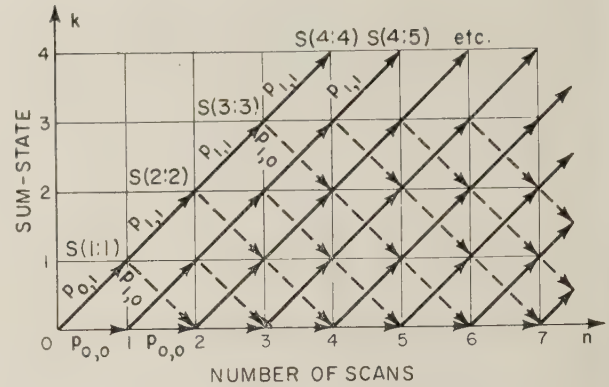 k
S(4:4) S(4:5) etc.
4
P1,1 P1,1
S(3:3)
3
P1,1 P1,0
S(2:2)
2
P1,1
S(1:1)
1
P0,1 P1,0
SUM-STATE
0 P0,0 1 P0,0 2 3 4 5 6 7 n
NUMBER OF SCANS